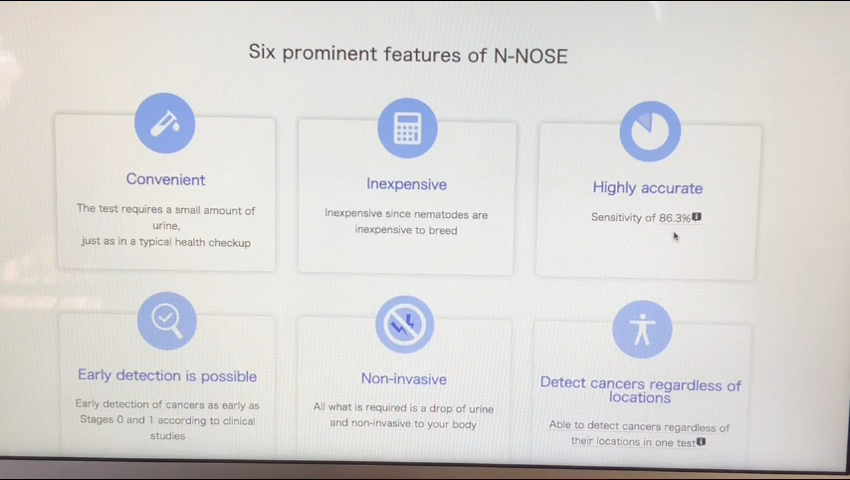 Six prominent features of N-NOSE
Convenient
The test requires a small amount of
urine,
just as in a typical health checkup
Inexpensive
Inexpensive since nematodes are
inexpensive to breed
Highly accurate
Sensitivity of 86.3%
Early detection is possible
Early detection of cancers as early as
Stages 0 and 1 according to clinical
studies
Non-invasive
All what is required is a drop of urine
and non-invasive to your body
Detect cancers regardless of
locations
Able to detect cancers regardless of
their locations in one test